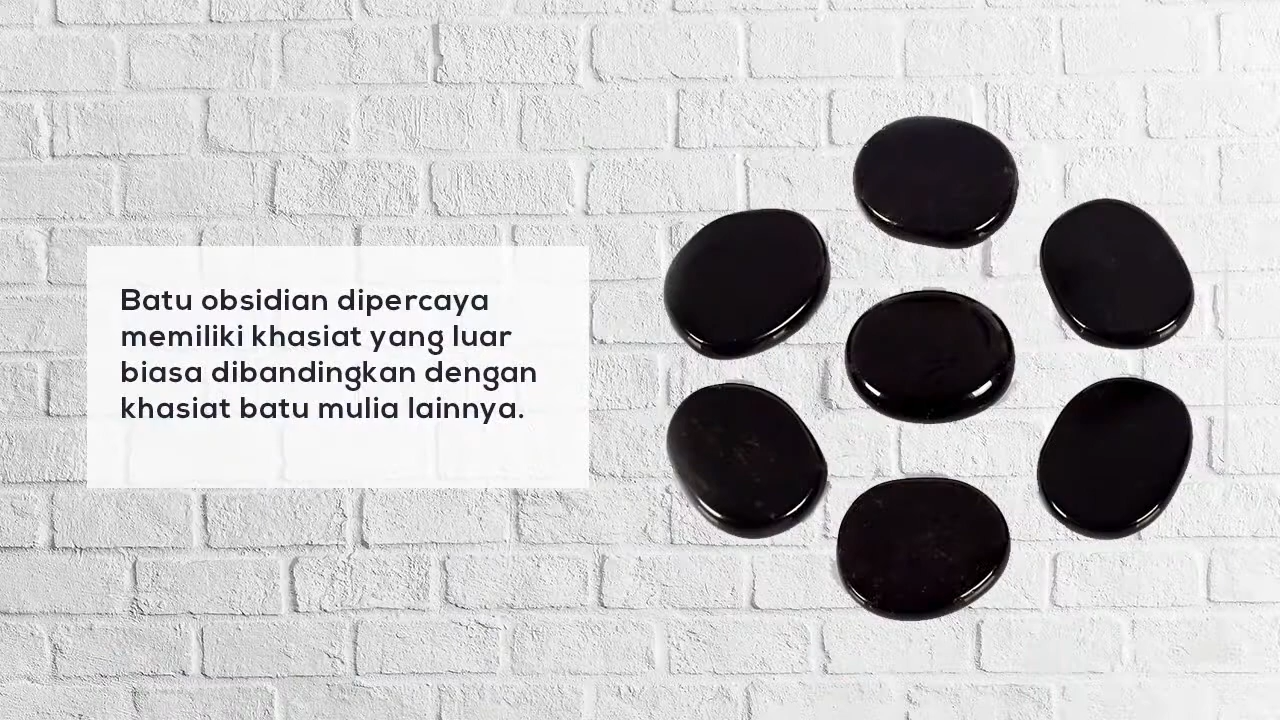 Batu obsidian dipercaya
memiliki khasiat yang luar
biasa dibandingkan dengan
khasiat batu mulia lainnya.